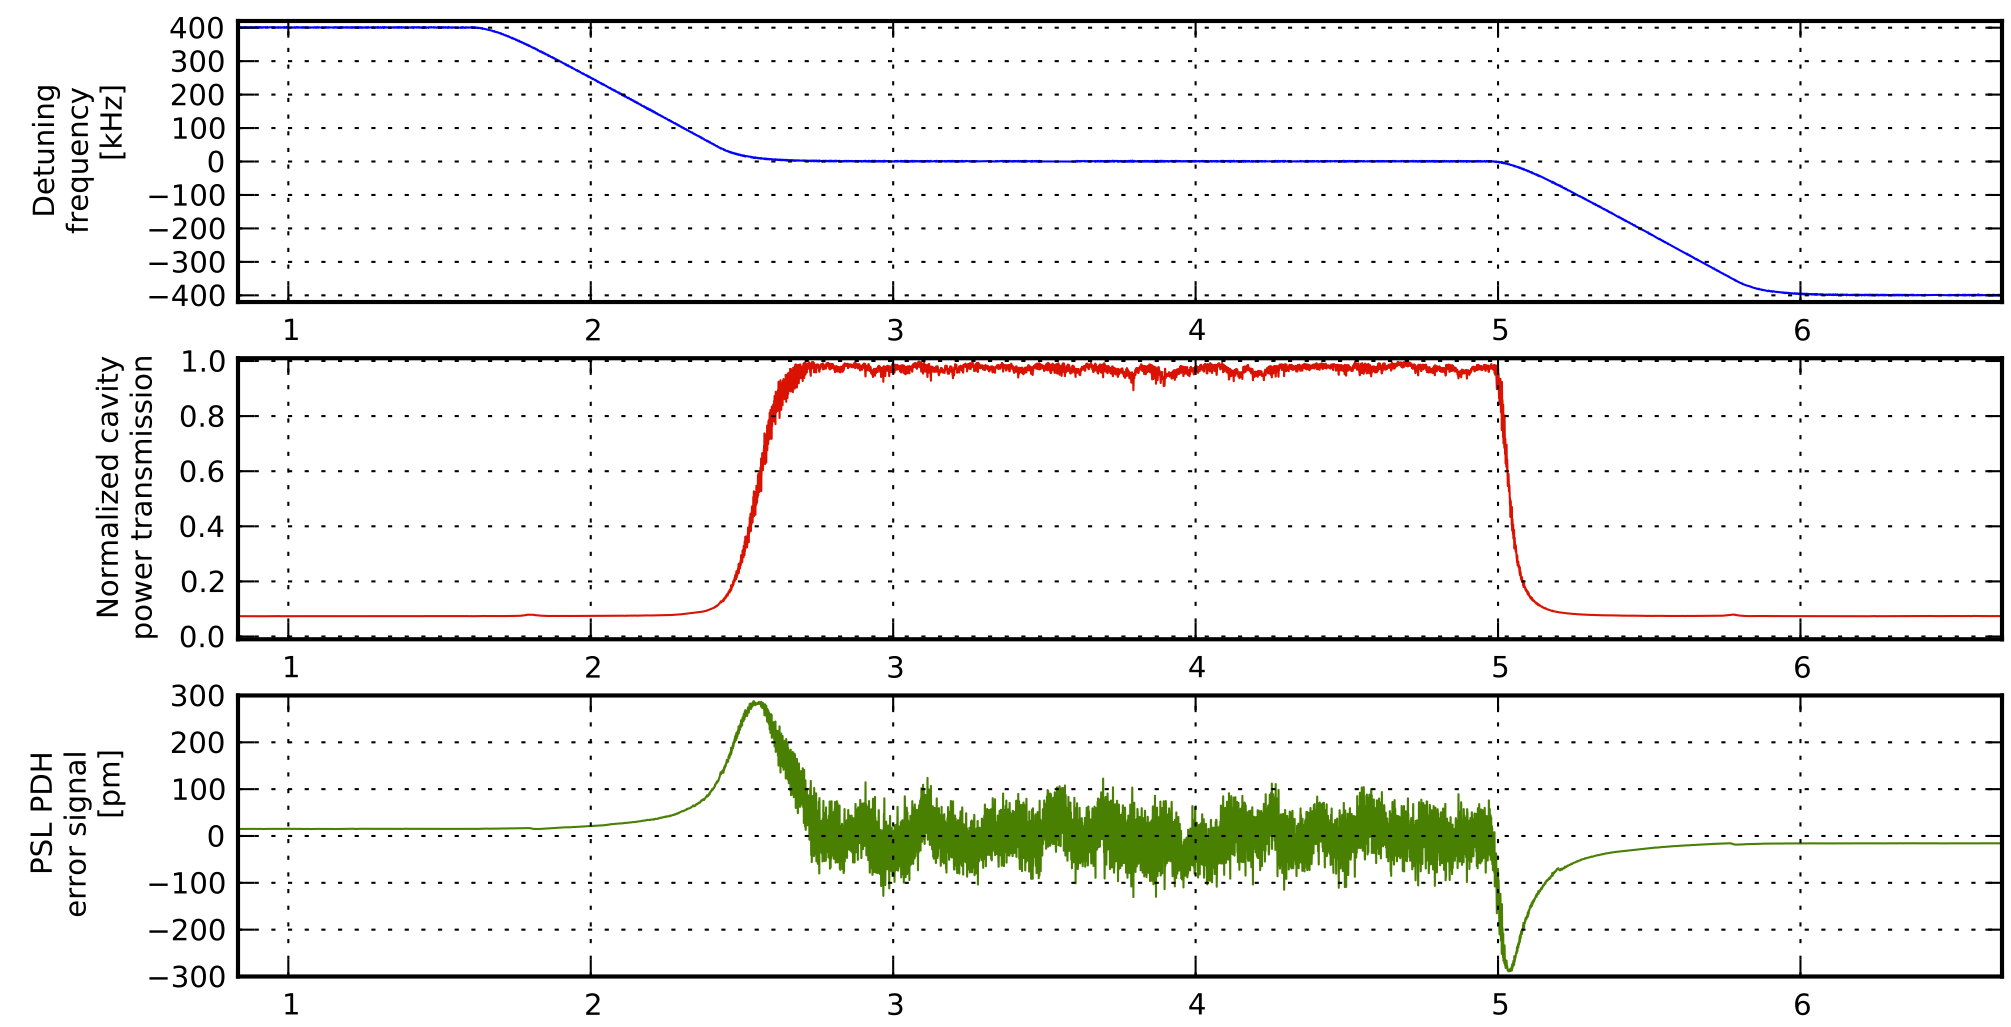 Detuning
frequency
[kHz]
400
300
200
100
0
−100
−200
−300
−400
1 2 3 4 5 6
Normalized cavity
power transmission
1.0
0.8
0.6
0.4
0.2
0.0
1 2 3 4 5 6
PSL PDH
error signal
[pm]
300
200
100
0
−100
−200
−300
1 2 3 4 5 6